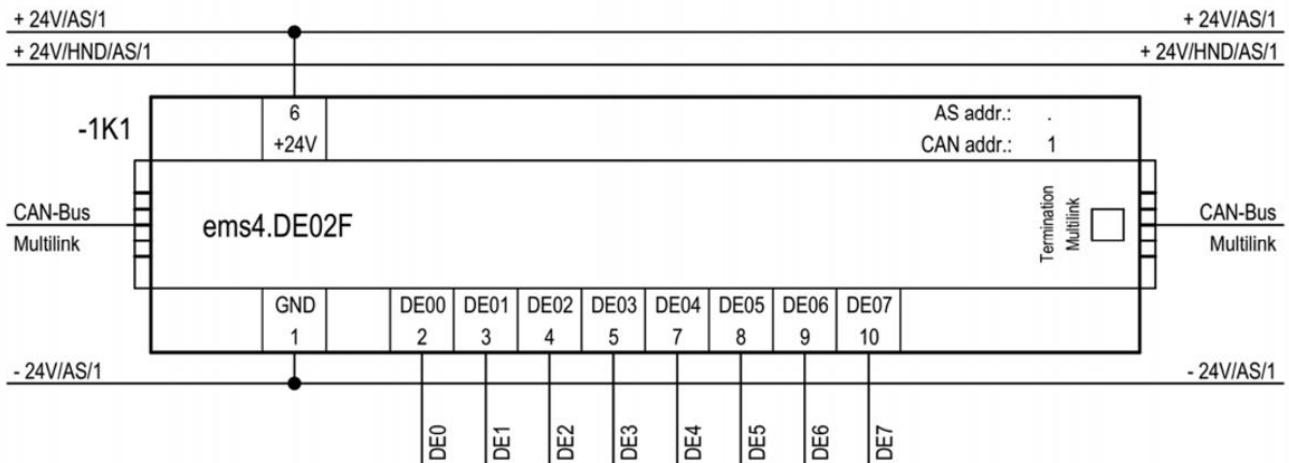 + 24V/AS/1 + 24V/AS/1
+ 24V/HND/AS/1 + 24V/HND/AS/1
-1K1
6
+24V
AS addr.: .
CAN addr.: 1
CAN-Bus
Multilink
ems4.DE02F
Termination
Multilink
CAN-Bus
Multilink
GND DE00 DE01 DE02 DE03 DE04 DE05 DE06 DE07
1 2 3 4 5 7 8 9 10
- 24V/AS/1 - 24V/AS/1
DE0 DE1 DE2 DE3 DE4 DE5 DE6 DE7